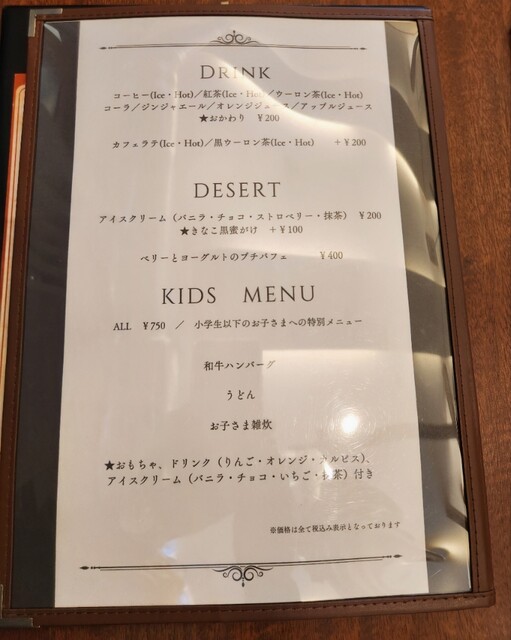 DRINK
コーヒー(Ice・Hot)／紅茶(Ice・Hot)／ウーロン茶(Ice・Hot)
コーラ／ジンジャエール／オレンジジュース／アップルジュース
★おかわり ￥200
カフェラテ(Ice・Hot)／黒ウーロン茶(Ice・Hot) ＋￥200
DESERT
アイスクリーム（バニラ・チョコ・ストロベリー・抹茶） ￥200
★きなこ黒蜜がけ ＋￥100
ベリーとヨーグルトのプチパフェ ￥400
KIDS MENU
ALL ￥750 ／ 小学生以下のお子さまへの特別メニュー
和牛ハンバーグ
うどん
お子さま雑炊
★おもちゃ、ドリンク（りんご・オレンジ・カルピス）、
アイスクリーム（バニラ・チョコ・いちご・抹茶）付き
※価格は全て税込み表示となっております